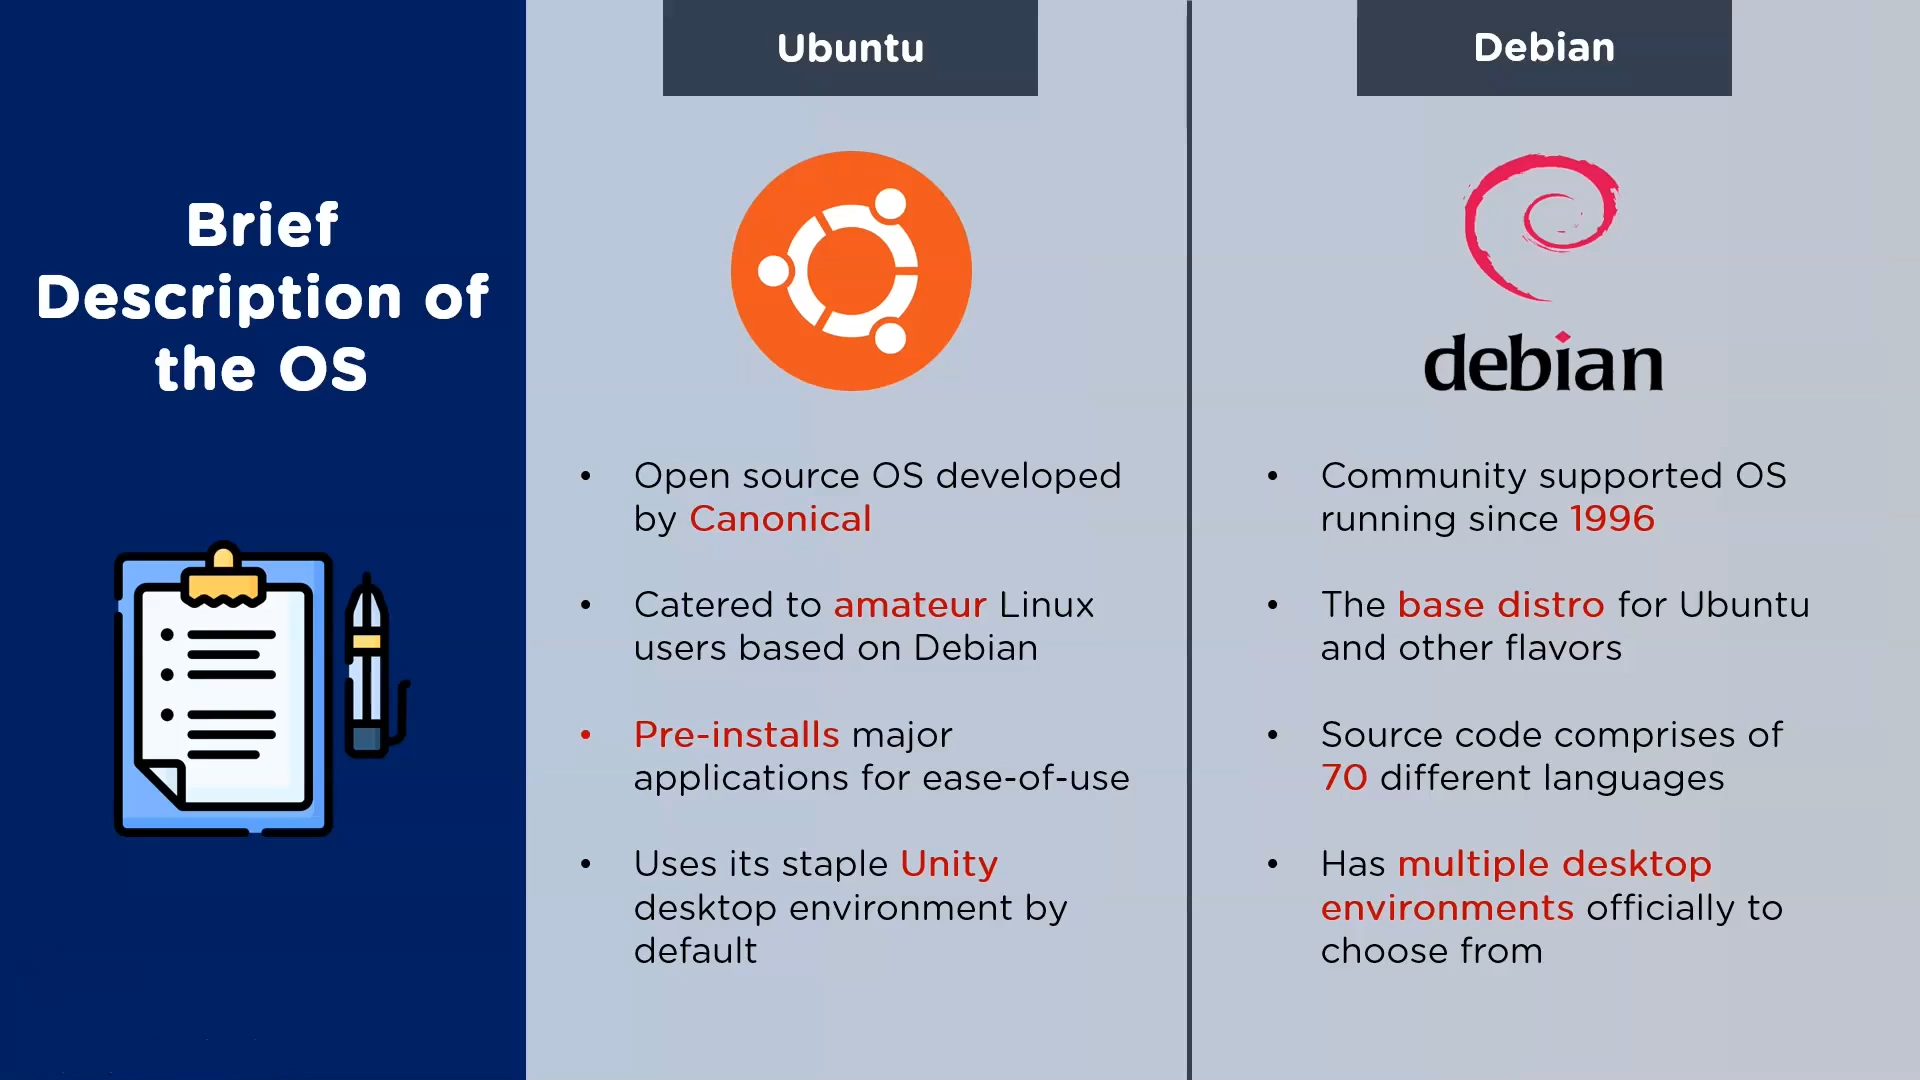 Brief
Description of
the OS
Ubuntu
• Open source OS developed
by Canonical
• Catered to amateur Linux
users based on Debian
• Pre-installs major
applications for ease-of-use
• Uses its staple Unity
desktop environment by
default
Debian
debian
• Community supported OS
running since 1996
• The base distro for Ubuntu
and other flavors
• Source code comprises of
70 different languages
• Has multiple desktop
environments officially to
choose from